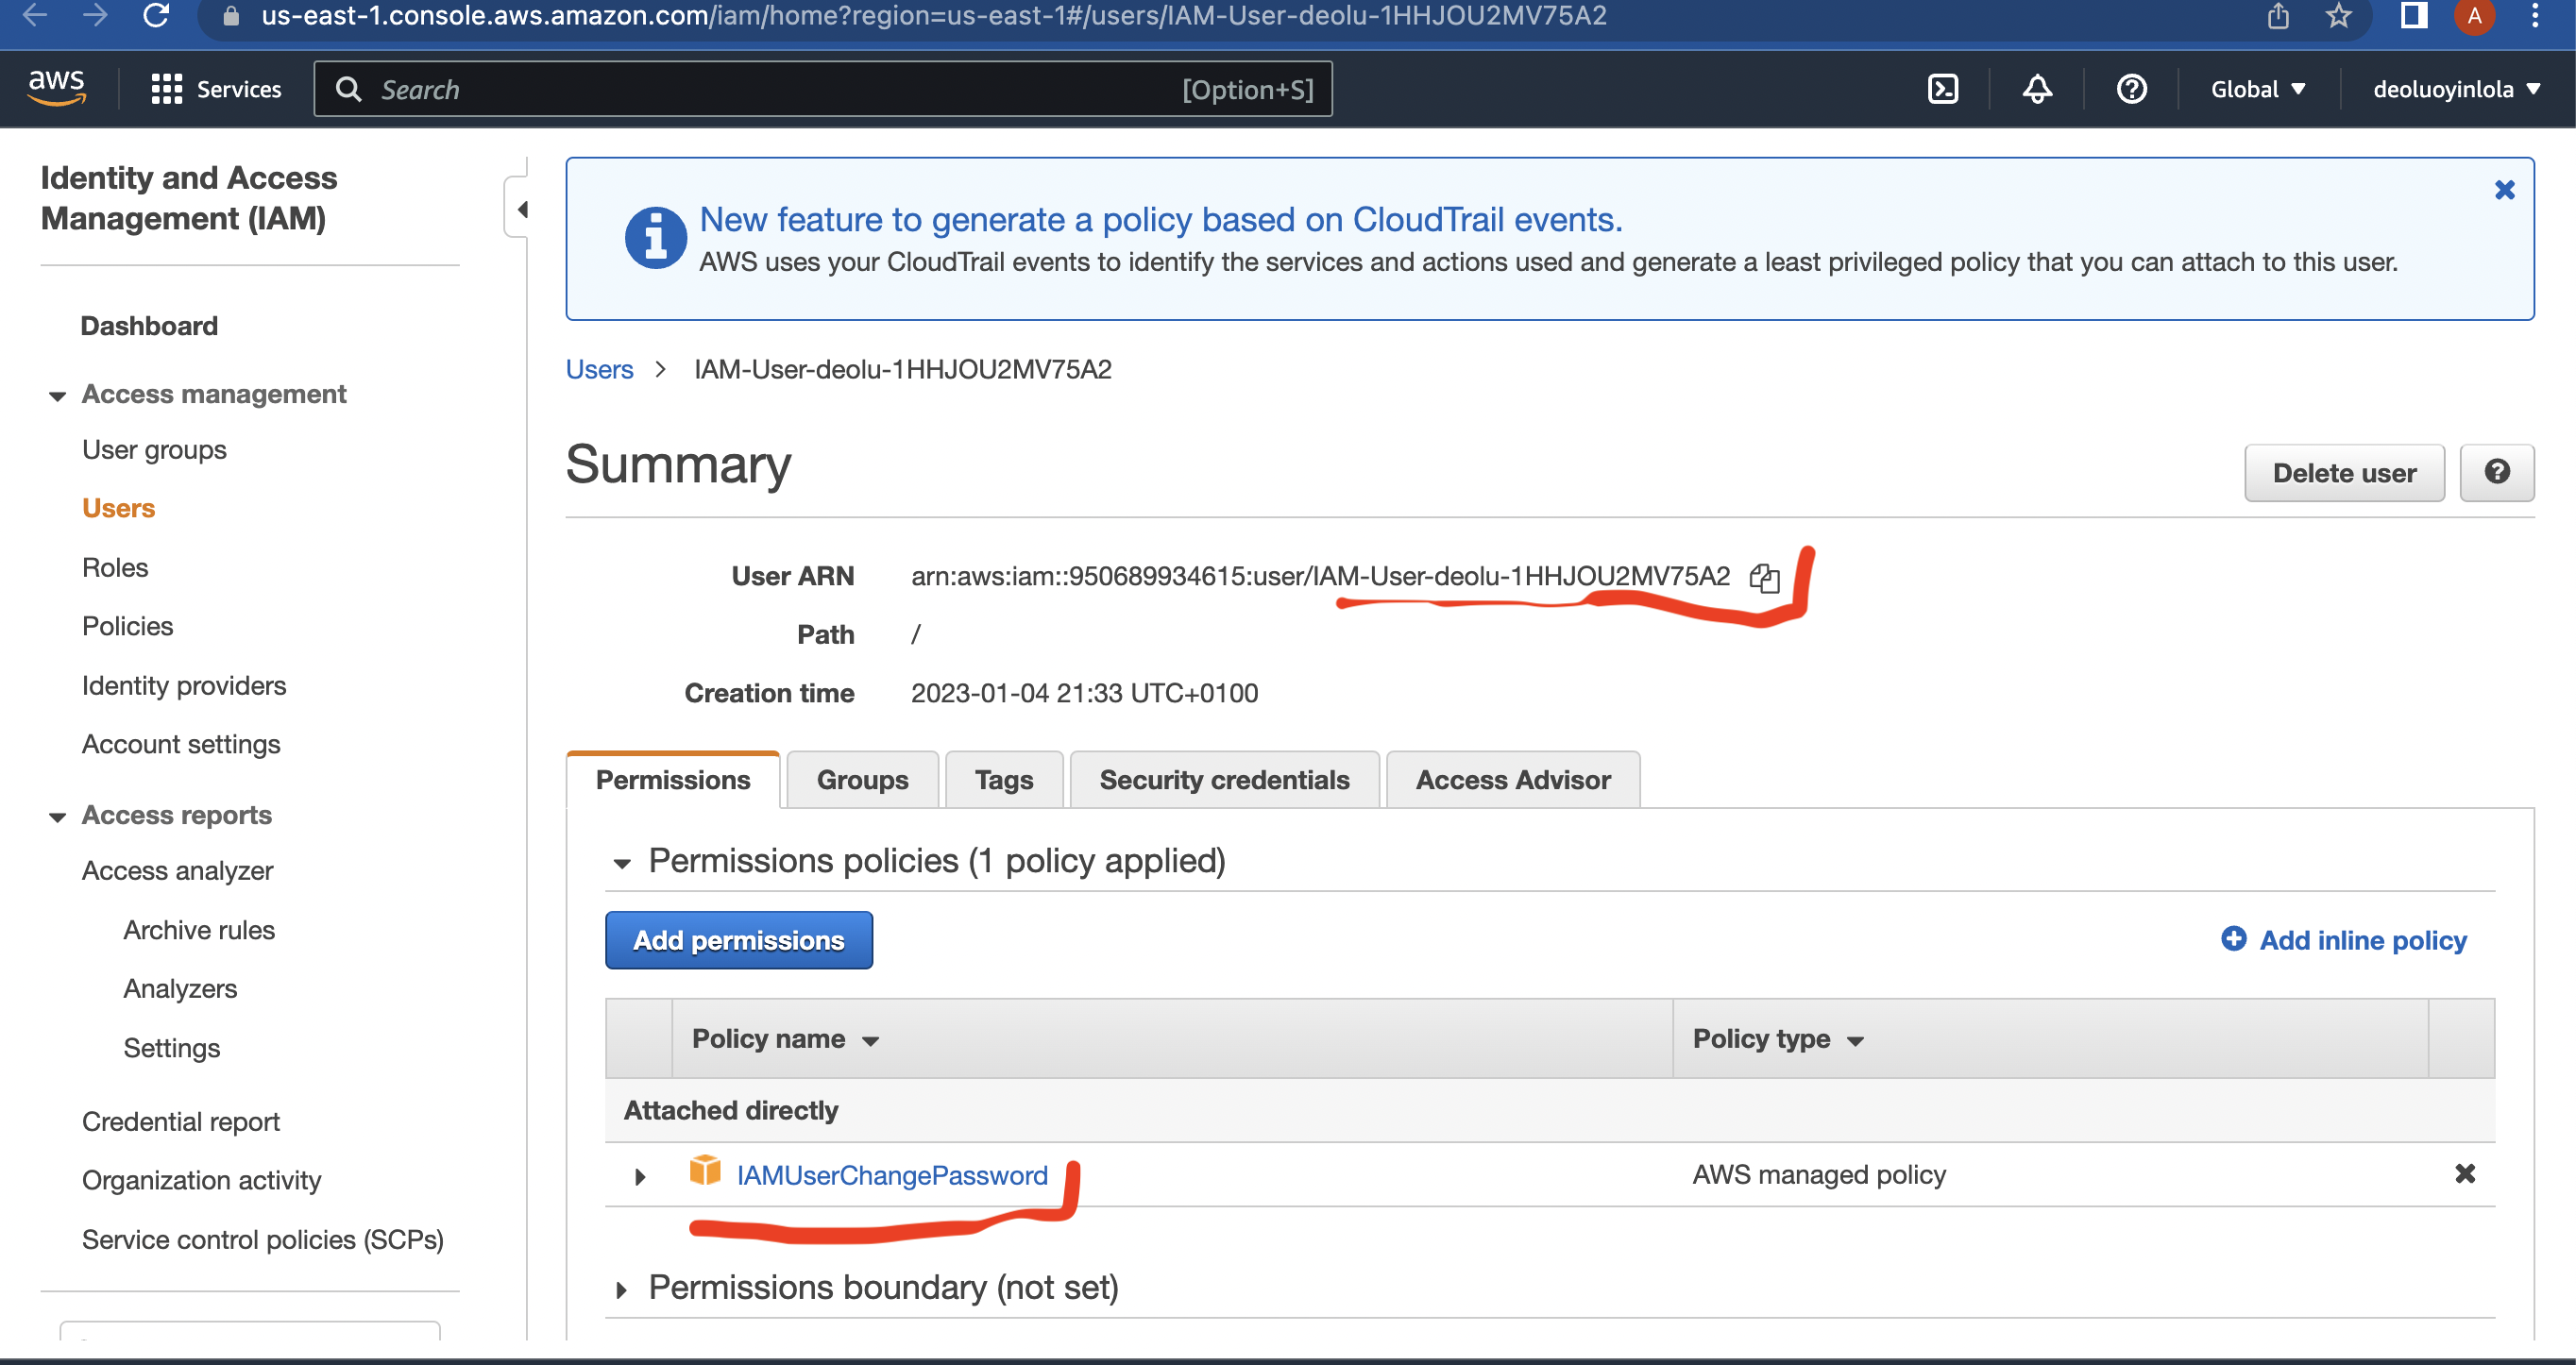 us-east-1.console.aws.amazon.com/iam/home?region=us-east-1#/users/IAM-User-deolu-1HHJOU2MV75A2
A
aws
Services
Search
[Option+S]
Global
deoluoyinlola
Identity and Access
Management (IAM)
Dashboard
Access management
User groups
Users
Roles
Policies
Identity providers
Account settings
Access reports
Access analyzer
Archive rules
Analyzers
Settings
Credential report
Organization activity
Service control policies (SCPs)
New feature to generate a policy based on CloudTrail events.
AWS uses your CloudTrail events to identify the services and actions used and generate a least privileged policy that you can attach to this user.
Users > IAM-User-deolu-1HHJOU2MV75A2
Summary
Delete user
User ARN arn:aws:iam::950689934615:user/IAM-User-deolu-1HHJOU2MV75A2
Path /
Creation time 2023-01-04 21:33 UTC+0100
Permissions Groups Tags Security credentials Access Advisor
Permissions policies (1 policy applied)
Add permissions
Add inline policy
Policy name Policy type
Attached directly
IAMUserChangePassword AWS managed policy
Permissions boundary (not set)